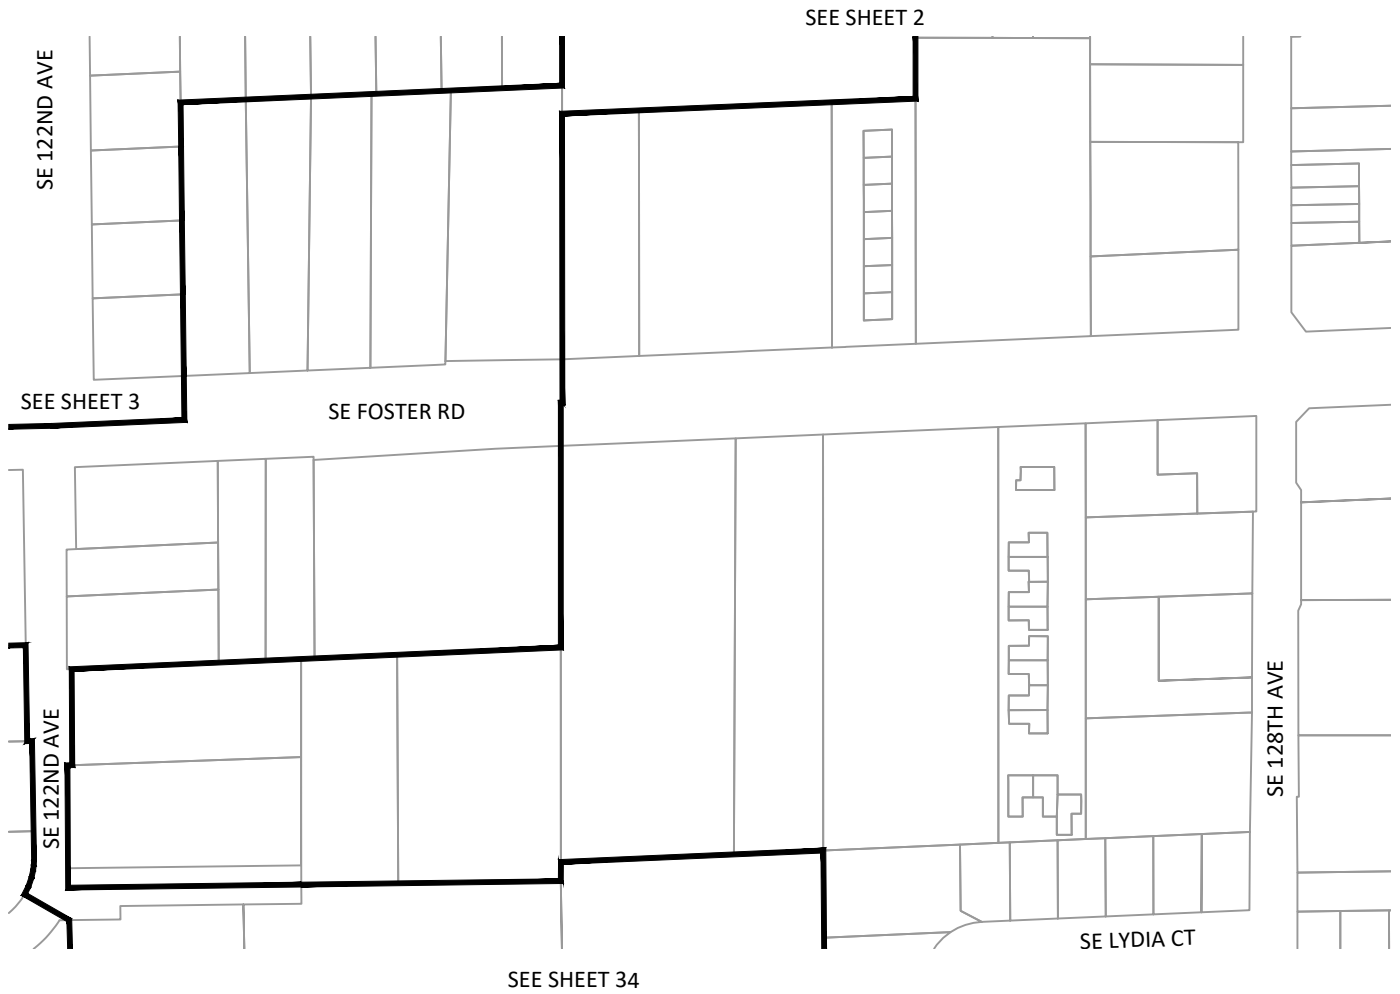 SEE SHEET 2
SE 122ND AVE
SEE SHEET 3
SE FOSTER RD
SE 128TH AVE
SE 122ND AVE
SE LYDIA CT
SEE SHEET 34